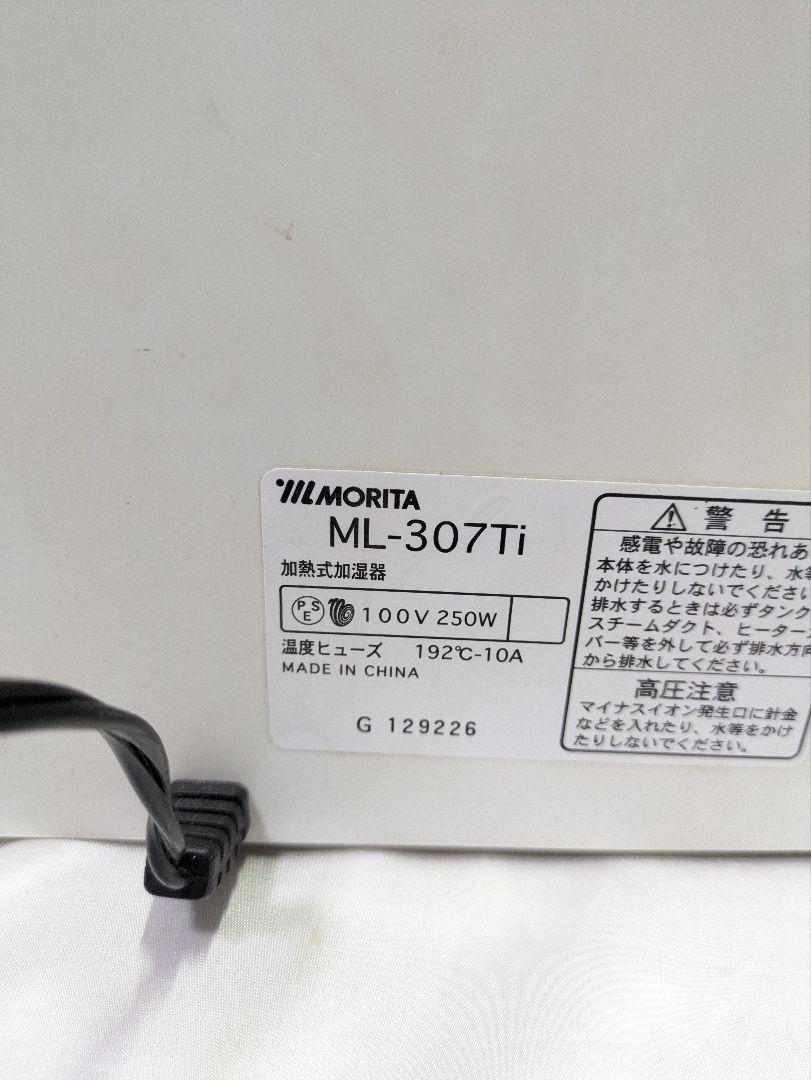 MORITA
ML-307Ti
加熱式加湿器
PSE 100V 250W
温度ヒューズ 192℃-10A
MADE IN CHINA
G 129226
警告
感電や故障の恐れあ
本体を水につけたり、水等
かけたりしないでください
排水するときは必ずタンク
スチームダクト、ヒーター
バー等を外して必ず排水方向
から排水してください。
高圧注意
マイナスイオン発生口に針金
などを入れたり、水等をかけ
たりしないでください。